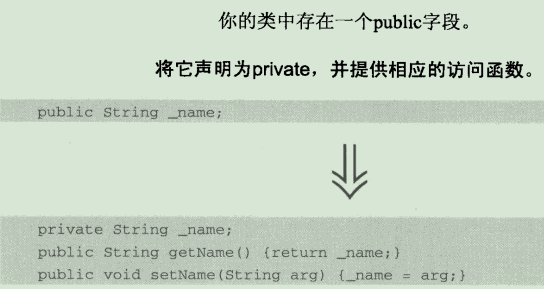 你的类中存在一个public字段。
将它声明为private，并提供相应的访问函数。
public String _name;
private String _name;
public String getName() {return _name;}
public void setName(String arg) {_name = arg;}